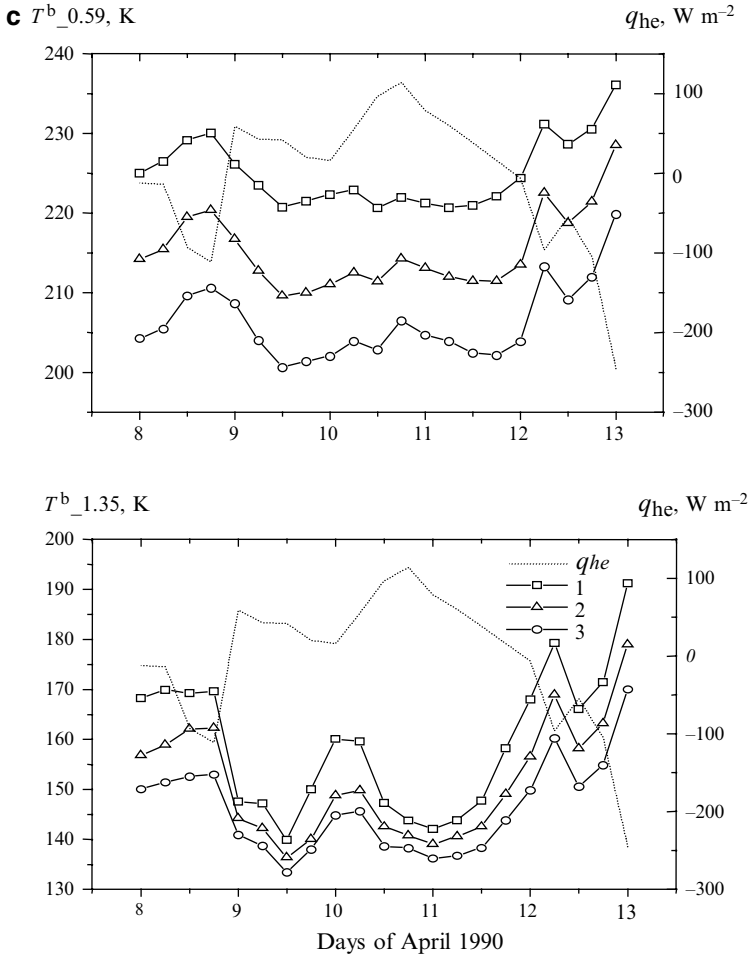 c T^b_0.59, K q_he, W m^−2
240 100
230 0
220 −100
210 −200
200 −300
8 9 10 11 12 13
T^b_1.35, K q_he, W m^−2
200 100
190 qhe
180 1
170 2 0
160 3 −100
150 −200
140
130 −300
8 9 10 11 12 13
Days of April 1990